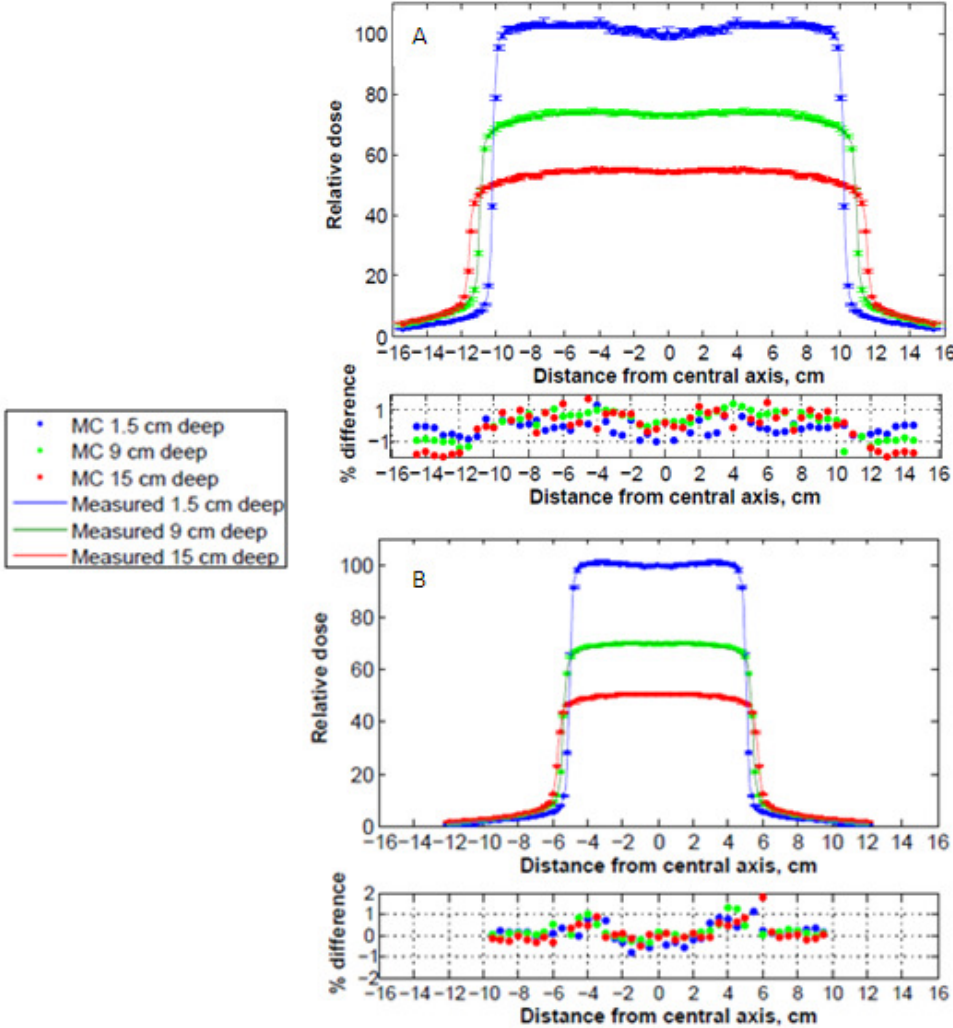 A
100
80
60
40
20
0
Relative dose
−16−14−12−10 −8 −6 −4 −2 0 2 4 6 8 10 12 14 16
Distance from central axis, cm
1
−1
% difference
−16−14−12−10 −8 −6 −4 −2 0 2 4 6 8 10 12 14 16
Distance from central axis, cm
MC 1.5 cm deep
MC 9 cm deep
MC 15 cm deep
Measured 1.5 cm deep
Measured 9 cm deep
Measured 15 cm deep
B
100
80
60
40
20
0
Relative dose
−16−14−12−10 −8 −6 −4 −2 0 2 4 6 8 10 12 14 16
Distance from central axis, cm
2
1
0
−1
−2
% difference
−16−14−12−10 −8 −6 −4 −2 0 2 4 6 8 10 12 14 16
Distance from central axis, cm